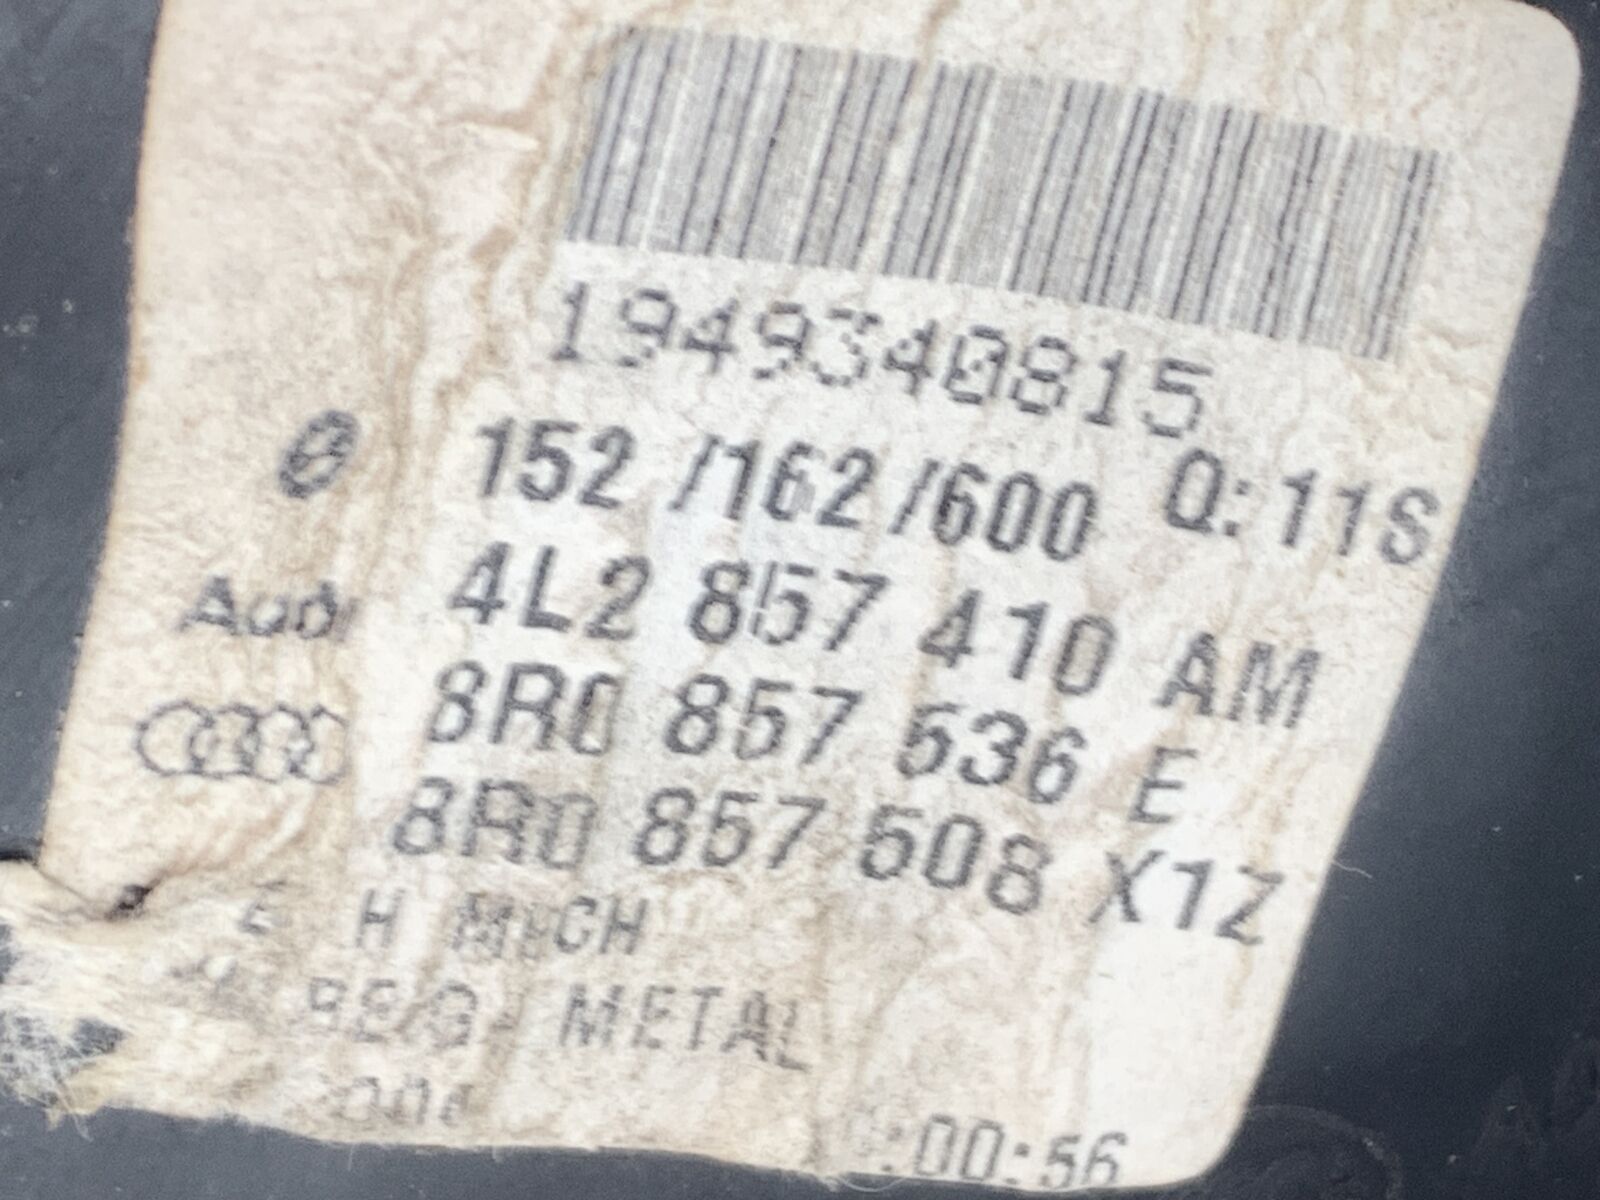 1949340815
152 /162 /600 Q: 11S
Audi 4L2 857 410 AM
8R0 857 536 E
8R0 857 508 X1Z
H MECH
METAL
:00:56